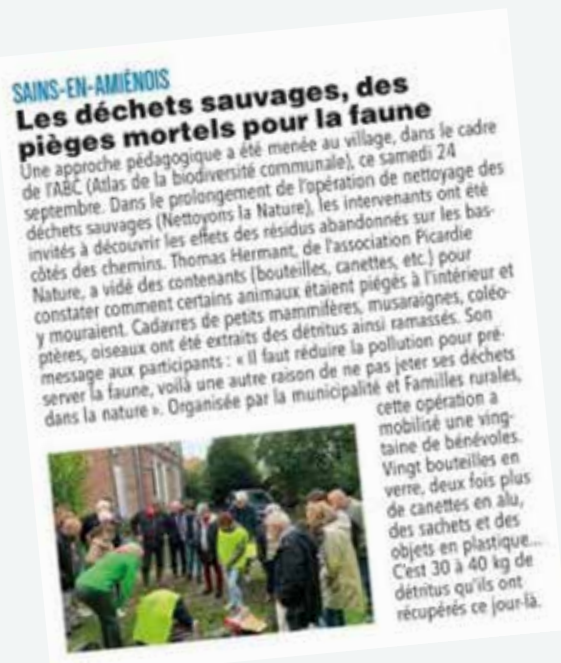 SAINS-EN-AMIÉNOIS
Les déchets sauvages, des
pièges mortels pour la faune
Une approche pédagogique a été menée au village, dans le cadre
de l'ABC (Atlas de la biodiversité communale), ce samedi 24
septembre. Dans le prolongement de l'opération de nettoyage des
déchets sauvages (Nettoyons la Nature), les intervenants ont été
invités à découvrir les effets des résidus abandonnés sur les bas-
côtés des chemins. Thomas Hermant, de l'association Picardie
Nature, a vidé des contenants (bouteilles, canettes, etc.) pour
constater comment certains animaux étaient piégés à l'intérieur et
y mouraient. Cadavres de petits mammifères, musaraignes, coléo-
ptères, oiseaux ont été extraits des détritus ainsi ramassés. Son
message aux participants : « Il faut réduire la pollution pour pré-
server la faune, voilà une autre raison de ne pas jeter ses déchets
dans la nature ». Organisée par la municipalité et Familles rurales,
cette opération a
mobilisé une ving-
taine de bénévoles.
Vingt bouteilles en
verre, deux fois plus
de canettes en alu,
des sachets et des
objets en plastique...
C'est 30 à 40 kg de
détritus qu'ils ont
récupérés ce jour-là.